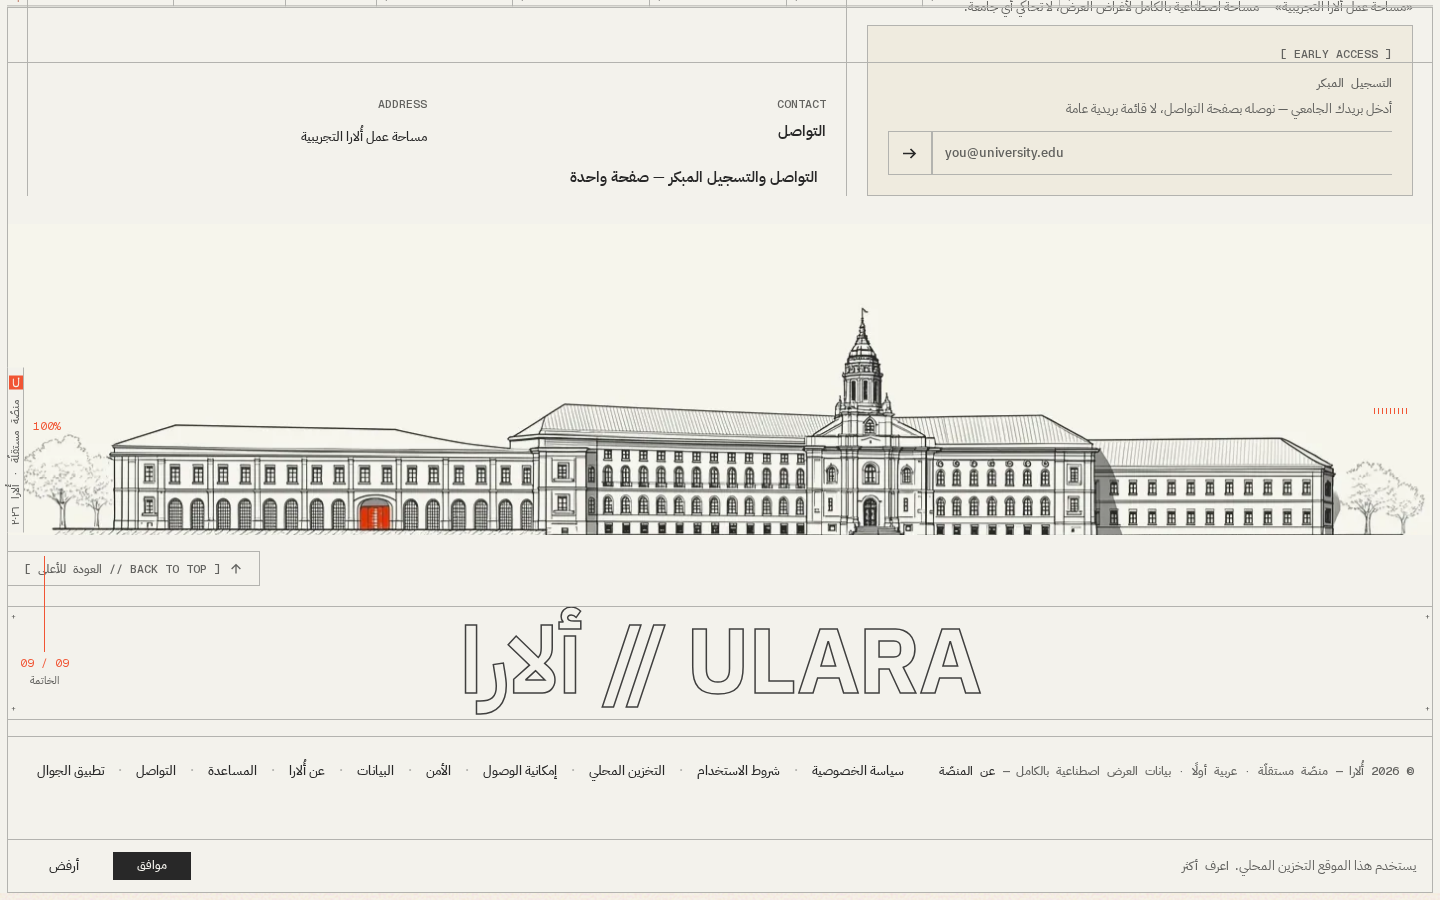 «مساحة عمل ألارا التجريبية» مساحة اصطناعية بالكامل لأغراض العرض، لا تحاكي أي جامعة.
[ EARLY ACCESS ]
التسجيل المبكر
أدخل بريدك الجامعي — نوصله بصفحة التواصل، لا قائمة بريدية عامة
you@university.edu
→
CONTACT
التواصل
التواصل والتسجيل المبكر — صفحة واحدة
ADDRESS
مساحة عمل ألارا التجريبية
U
منصّة مستقلّة · ألارا ٢٠٢٦
100%
[ العودة للأعلى // BACK TO TOP ] ↑
ألارا // ULARA
09 / 09
الخاتمة
© 2026 ألارا — منصّة مستقلّة · عربية أولًا · بيانات العرض اصطناعية بالكامل — عن المنصّة
سياسة الخصوصية · شروط الاستخدام · التخزين المحلي · إمكانية الوصول · الأمن · البيانات · عن ألارا · المساعدة · التواصل · تطبيق الجوال
يستخدم هذا الموقع التخزين المحلي. اعرف أكثر
موافق
أرفض